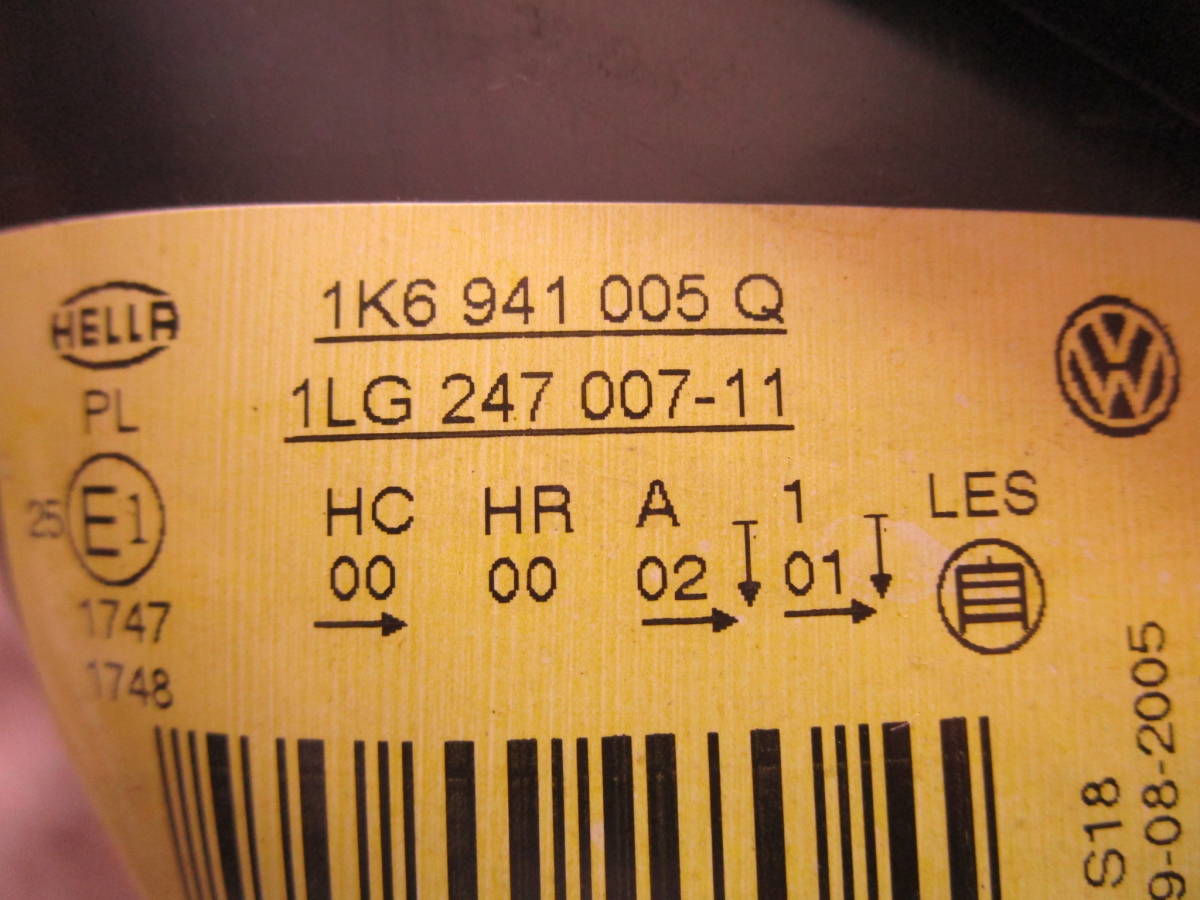 HELLA
1K6 941 005 Q
1LG 247 007-11
PL
25 E1
HC HR A 1 LES
00 00 02 01
1747
1748
S18
9-08-2005
VW